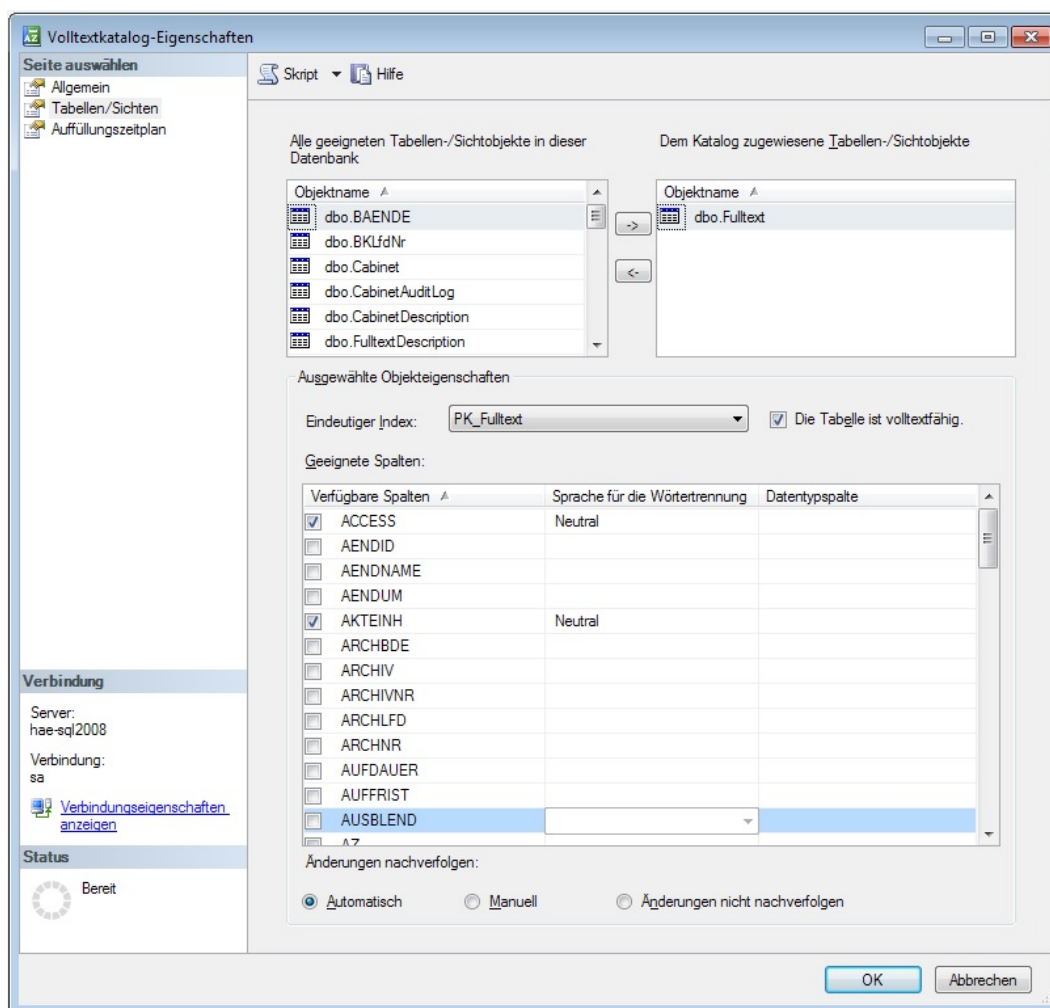 Volltextkatalog-Eigenschaften
Seite auswählen
Allgemein
Tabellen/Sichten
Auffüllungszeitplan
Skript
Hilfe
Alle geeigneten Tabellen-/Sichtobjekte in dieser
Datenbank
Objektname
dbo.BAENDE
dbo.BKLfdNr
dbo.Cabinet
dbo.CabinetAuditLog
dbo.CabinetDescription
dbo.FulltextDescription
->
<-
Dem Katalog zugewiesene Tabellen-/Sichtobjekte
Objektname
dbo.Fulltext
Ausgewählte Objekteigenschaften
Eindeutiger Index: PK_Fulltext Die Tabelle ist volltextfähig.
Geeignete Spalten:
Verfügbare Spalten Sprache für die Wörtertrennung Datentypspalte
ACCESS Neutral
AENDID
AENDNAME
AENDUM
AKTEINH Neutral
ARCHBDE
ARCHIV
ARCHIVNR
ARCHLFD
ARCHNR
AUFDAUER
AUFFRIST
AUSBLEND
AZ
Änderungen nachverfolgen:
Automatisch Manuell Änderungen nicht nachverfolgen
Verbindung
Server:
hae-sql2008
Verbindung:
sa
Verbindungseigenschaften
anzeigen
Status
Bereit
OK Abbrechen